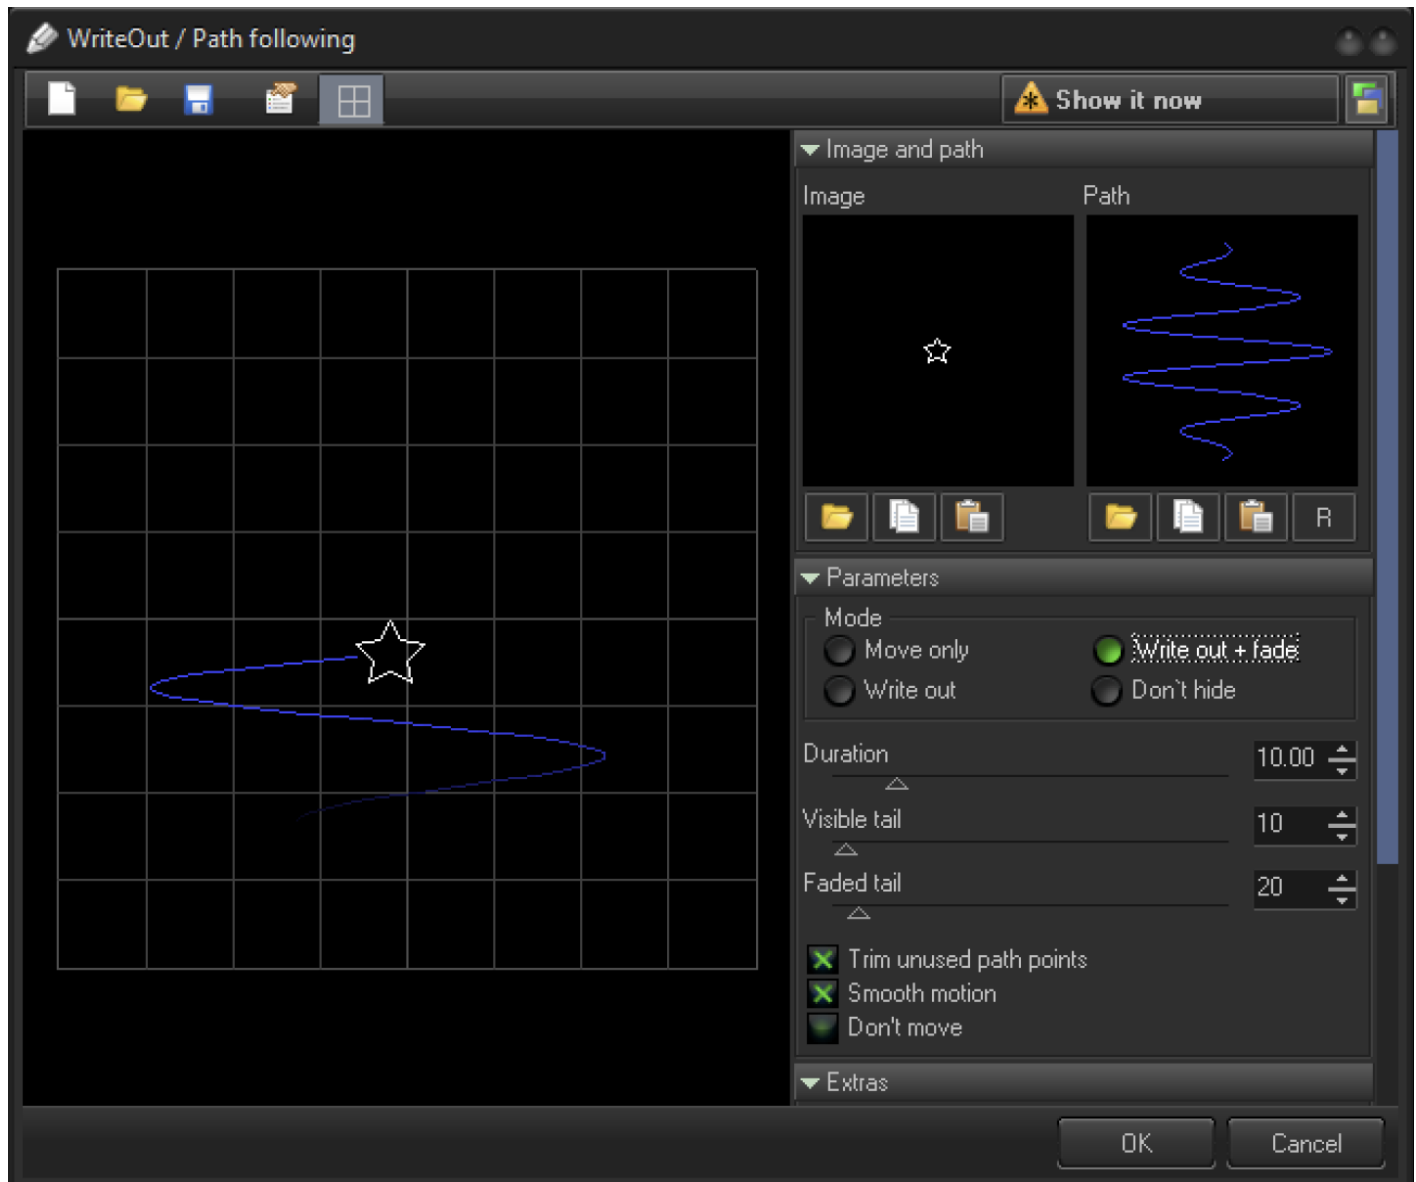 WriteOut / Path following
Show it now
Image and path
Image
Path
R
Parameters
Mode
Move only
Write out + fade
Write out
Don`t hide
Duration
10.00
Visible tail
10
Faded tail
20
Trim unused path points
Smooth motion
Don't move
Extras
OK
Cancel